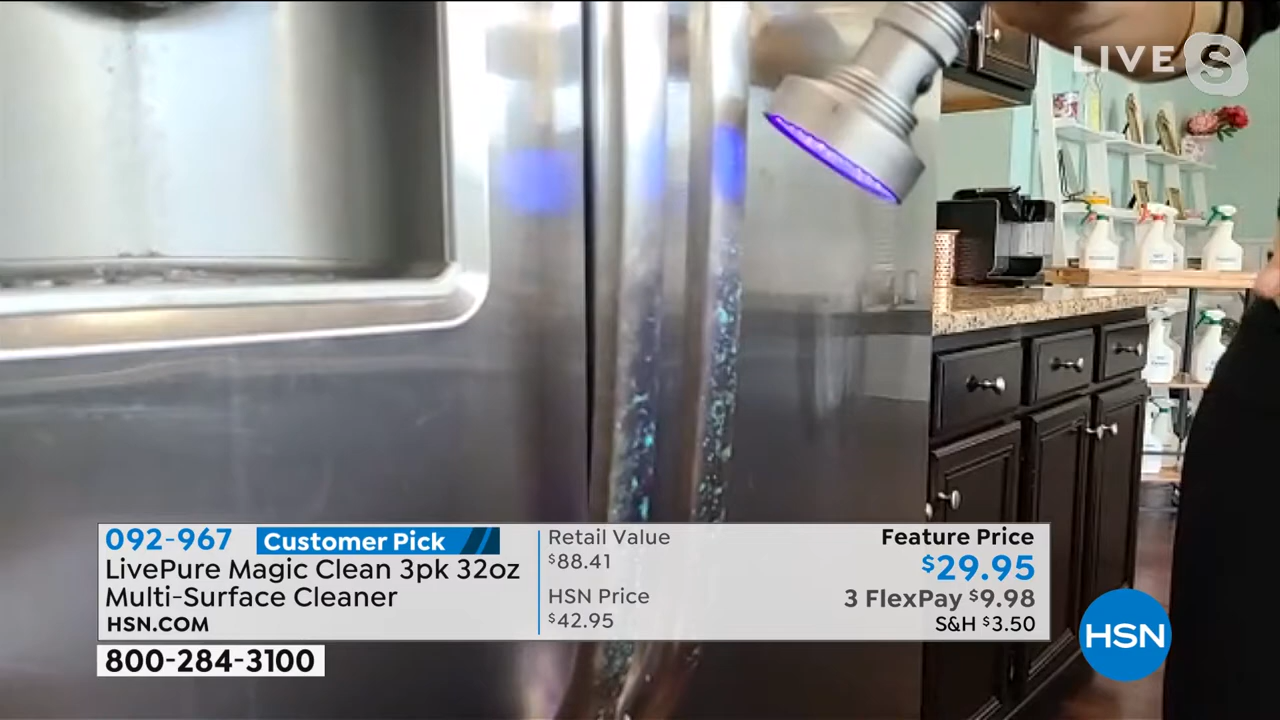 LIVE S
092-967 Customer Pick
LivePure Magic Clean 3pk 32oz
Multi-Surface Cleaner
HSN.COM
800-284-3100
Retail Value
$88.41
HSN Price
$42.95
Feature Price
$29.95
3 FlexPay $9.98
S&H $3.50
HSN